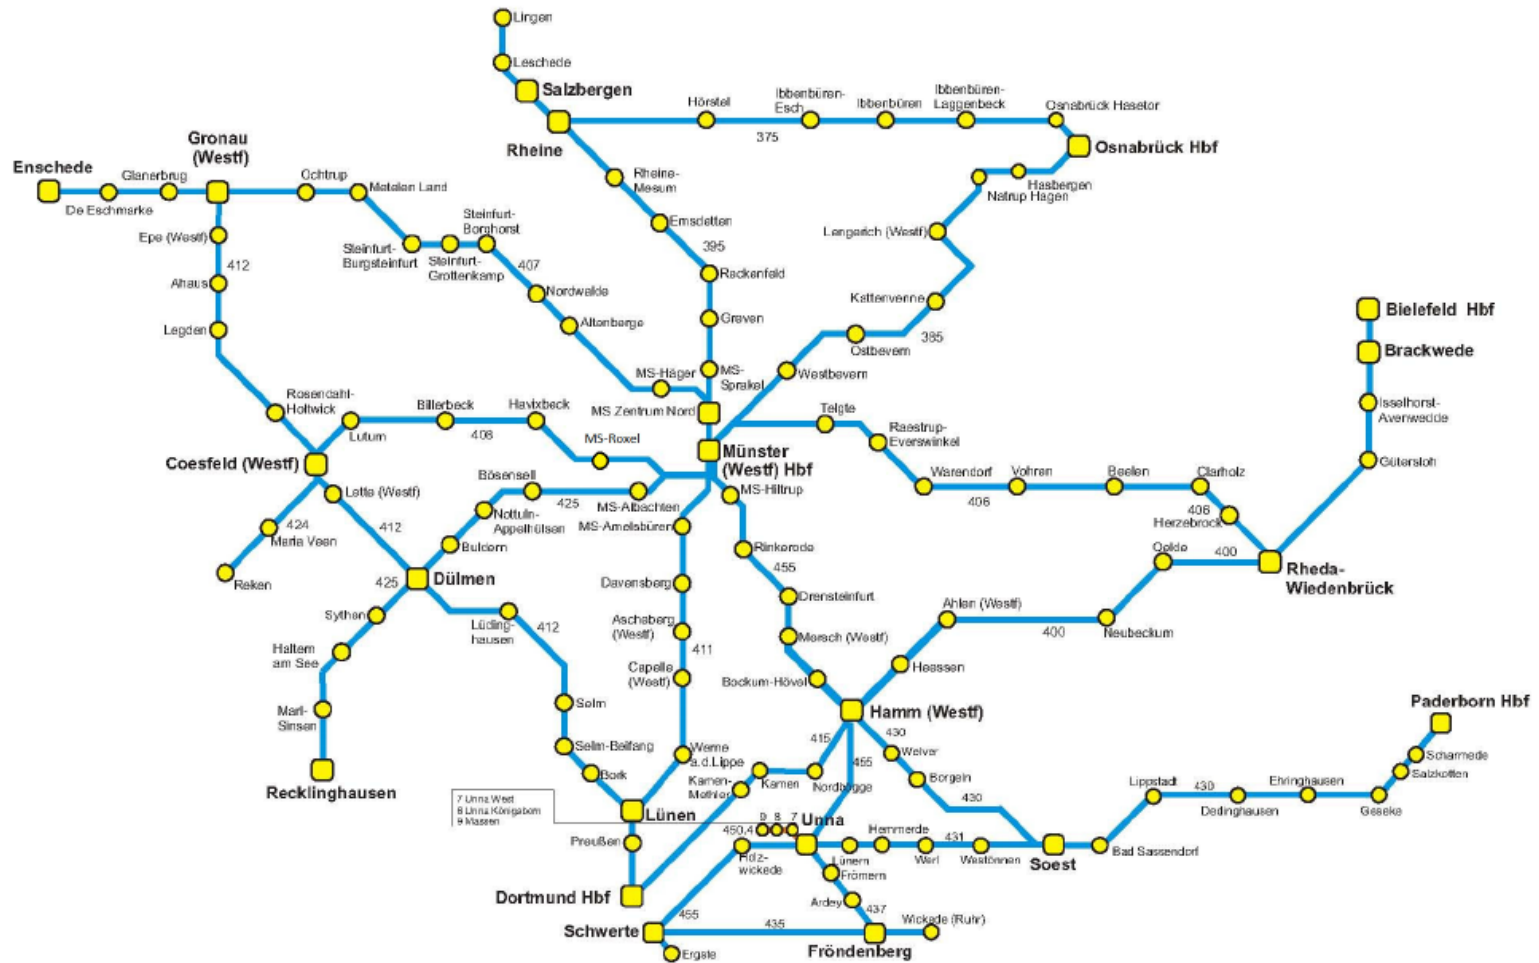 Lingen
Leschede
Salzbergen
Rheine
Hörstel
375
Ibbenbüren-
Esch
Ibbenbüren
Ibbenbüren-
Laggenbeck
Osnabrück Hasetor
Osnabrück Hbf
Hasbergen
Natrup Hagen
Lengerich (Westf)
Kattenvenne
385
Ostbevern
Westbevern
Enschede
De Eschmarke
Glanerbrug
Gronau
(Westf)
Ochtrup
Metelen Land
Steinfurt-
Burgsteinfurt
Steinfurt-
Grottenkamp
Steinfurt-
Borghorst
407
Nordwalde
Altenberge
MS-Häger
Rheine-
Mesum
Emsdetten
395
Reckenfeld
Greven
MS-
Sprakel
MS Zentrum Nord
Münster
(Westf) Hbf
Epe (Westf)
412
Ahaus
Legden
Rosendahl-
Holtwick
Coesfeld (Westf)
Lutum
Billerbeck
408
Havixbeck
MS-Roxel
Bösensell
425
MS-Albachten
Nottuln-
Appelhülsen
Buldern
Lette (Westf)
412
424
Maria Veen
Reken
Dülmen
425
Sythen
Haltern
am See
Marl-
Sinsen
Recklinghausen
Lüding-
hausen
412
Selm
Selm-Beifang
Bork
Lünen
Preußen
Dortmund Hbf
MS-Amelsbüren
Davensberg
Ascheberg
(Westf)
411
Capelle
(Westf)
Werne
a.d.Lippe
MS-Hiltrup
Rinkerode
455
Drensteinfurt
Mersch (Westf)
Bockum-Hövel
Hamm (Westf)
Telgte
Raestrup-
Everswinkel
Warendorf
406
Vohren
Beelen
Clarholz
406
Herzebrock
Rheda-
Wiedenbrück
Bielefeld Hbf
Brackwede
Isselhorst-
Avenwedde
Gütersloh
Oelde
400
Neubeckum
400
Ahlen (Westf)
Heessen
415
455
430
Welver
Borgeln
430
Nordbögge
Kamen
Kamen-
Methler
7 Unna West
8 Unna Königsborn
9 Massen
9 8 7
450,4
Unna
Holz-
wickede
Lünern
Hemmerde
Werl
431
Westönnen
Soest
Bad Sassendorf
Lippstadt
430
Dedinghausen
Ehringhausen
Geseke
Salzkotten
Scharmede
Paderborn Hbf
Frömern
Ardey
437
Fröndenberg
Wickede (Ruhr)
435
455
Schwerte
Ergste